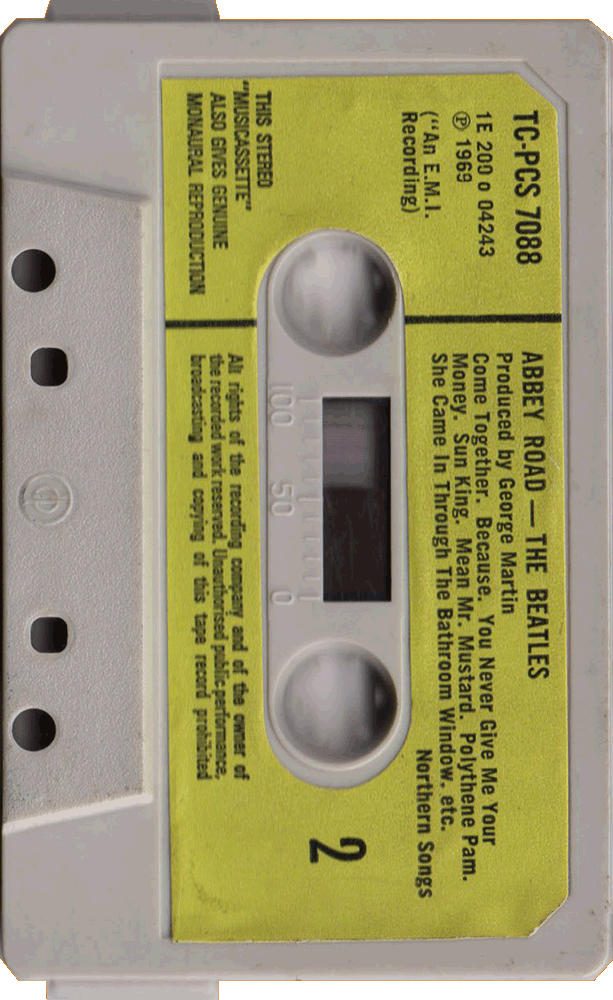 TC-PCS 7088
1E 200 o 04243
℗ 1969
("An E.M.I.
Recording)
ABBEY ROAD — THE BEATLES
Produced by George Martin
Come Together. Because. You Never Give Me Your
Money. Sun King. Mean Mr. Mustard. Polythene Pam.
She Came In Through The Bathroom Window, etc.
Northern Songs
2
100 50 0
THIS STEREO
"MUSICASSETTE"
ALSO GIVES GENUINE
MONAURAL REPRODUCTION
All rights of the recording company and of the owner of
the recorded work reserved. Unauthorised public performance,
broadcasting and copying of this tape record prohibited